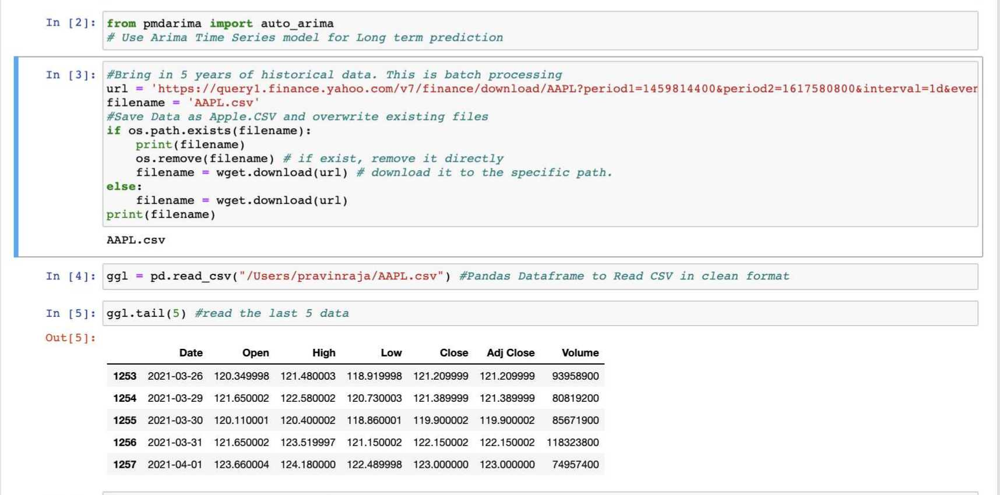 In [2]: from pmdarima import auto_arima
# Use Arima Time Series model for Long term prediction
In [3]: #Bring in 5 years of historical data. This is batch processing
url = 'https://query1.finance.yahoo.com/v7/finance/download/AAPL?period1=1459814400&period2=1617580800&interval=1d&even
filename = 'AAPL.csv'
#Save Data as Apple.CSV and overwrite existing files
if os.path.exists(filename):
    print(filename)
    os.remove(filename) # if exist, remove it directly
    filename = wget.download(url) # download it to the specific path.
else:
    filename = wget.download(url)
print(filename)
AAPL.csv
In [4]: ggl = pd.read_csv("/Users/pravinraja/AAPL.csv") #Pandas Dataframe to Read CSV in clean format
In [5]: ggl.tail(5) #read the last 5 data
Out[5]:
Date Open High Low Close Adj Close Volume
1253 2021-03-26 120.349998 121.480003 118.919998 121.209999 121.209999 93958900
1254 2021-03-29 121.650002 122.580002 120.730003 121.389999 121.389999 80819200
1255 2021-03-30 120.110001 120.400002 118.860001 119.900002 119.900002 85671900
1256 2021-03-31 121.650002 123.519997 121.150002 122.150002 122.150002 118323800
1257 2021-04-01 123.660004 124.180000 122.489998 123.000000 123.000000 74957400